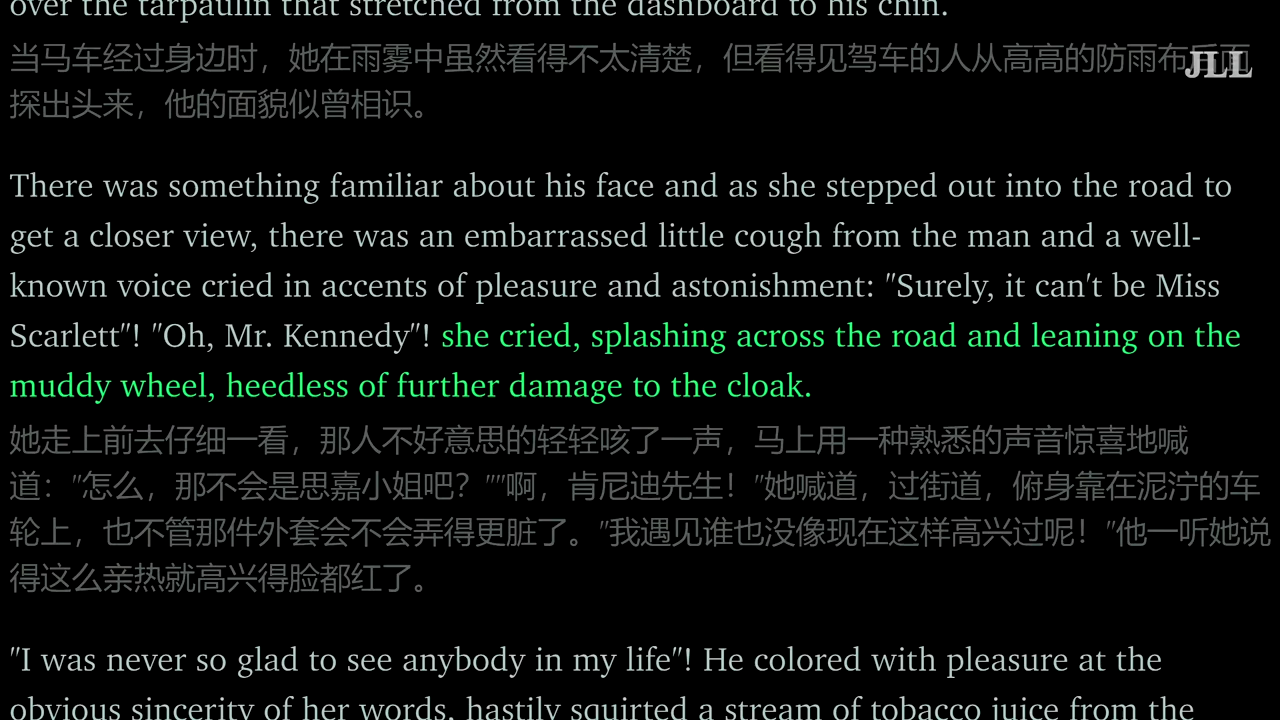 over the tarpaulin that stretched from the dashboard to his chin.
当马车经过身边时，她在雨雾中虽然看得不太清楚，但看得见驾车的人从高高的防雨布后面
JLL
探出头来，他的面貌似曾相识。
There was something familiar about his face and as she stepped out into the road to
get a closer view, there was an embarrassed little cough from the man and a well-
known voice cried in accents of pleasure and astonishment: "Surely, it can't be Miss
Scarlett"! "Oh, Mr. Kennedy"! she cried, splashing across the road and leaning on the
muddy wheel, heedless of further damage to the cloak.
她走上前去仔细一看，那人不好意思的轻轻咳了一声，马上用一种熟悉的声音惊喜地喊
道："怎么，那不会是思嘉小姐吧？""啊，肯尼迪先生！"她喊道，过街道，俯身靠在泥泞的车
轮上，也不管那件外套会不会弄得更脏了。"我遇见谁也没像现在这样高兴过呢！"他一听她说
得这么亲热就高兴得脸都红了。
"I was never so glad to see anybody in my life"! He colored with pleasure at the
obvious sincerity of her words, hastily squirted a stream of tobacco juice from the